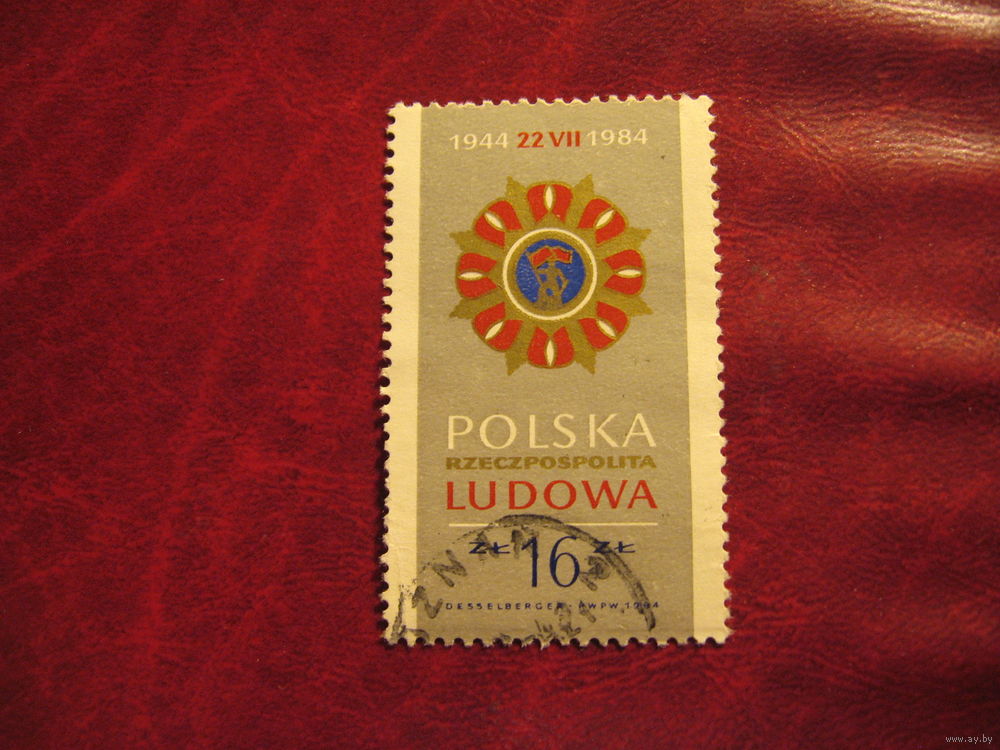 1944 22 VII 1984
POLSKA
RZECZPOSPOLITA
LUDOWA
ZŁ 16 ZŁ
DESSELBERGER · PWPW 1984
www.ay.by